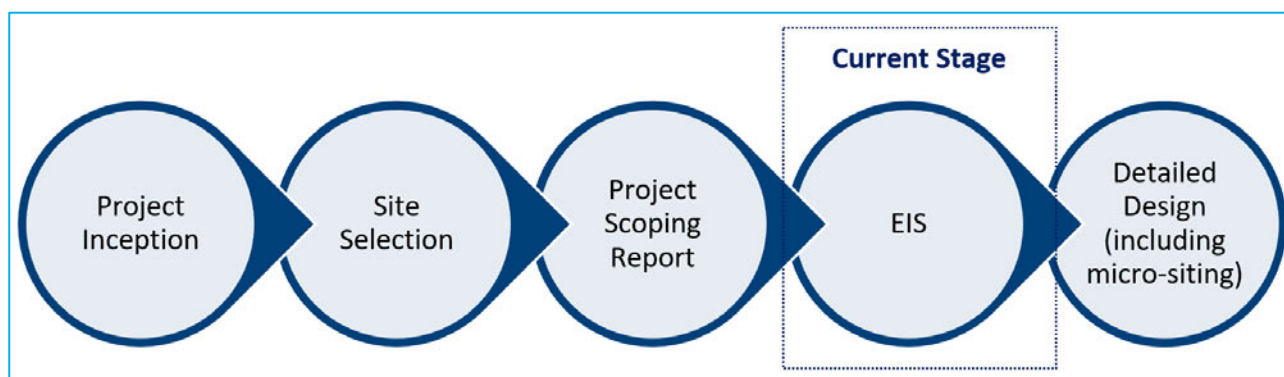 Current Stage
Project
Inception
Site
Selection
Project
Scoping
Report
EIS
Detailed
Design
(including
micro-siting)